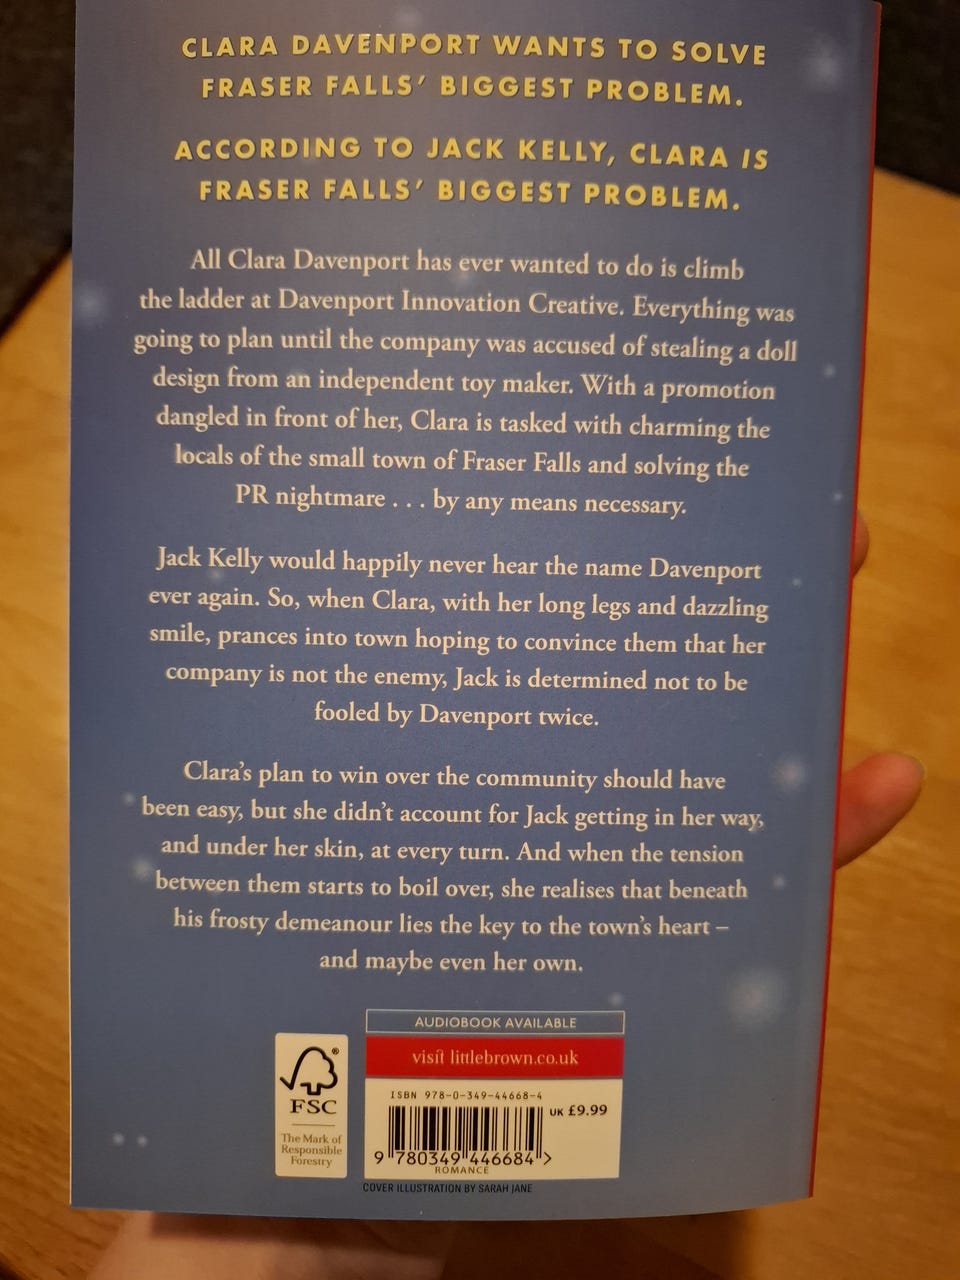 CLARA DAVENPORT WANTS TO SOLVE
FRASER FALLS' BIGGEST PROBLEM.
ACCORDING TO JACK KELLY, CLARA IS
FRASER FALLS' BIGGEST PROBLEM.
All Clara Davenport has ever wanted to do is climb
the ladder at Davenport Innovation Creative. Everything was
going to plan until the company was accused of stealing a doll
design from an independent toy maker. With a promotion
dangled in front of her, Clara is tasked with charming the
locals of the small town of Fraser Falls and solving the
PR nightmare . . . by any means necessary.
Jack Kelly would happily never hear the name Davenport
ever again. So, when Clara, with her long legs and dazzling
smile, prances into town hoping to convince them that her
company is not the enemy, Jack is determined not to be
fooled by Davenport twice.
Clara's plan to win over the community should have
been easy, but she didn't account for Jack getting in her way,
and under her skin, at every turn. And when the tension
between them starts to boil over, she realises that beneath
his frosty demeanour lies the key to the town's heart –
and maybe even her own.
AUDIOBOOK AVAILABLE
visit littlebrown.co.uk
ISBN 978-0-349-44668-4
UK £9.99
9 780349 446684 >
ROMANCE
COVER ILLUSTRATION BY SARAH JANE
®
FSC
The Mark of
Responsible
Forestry